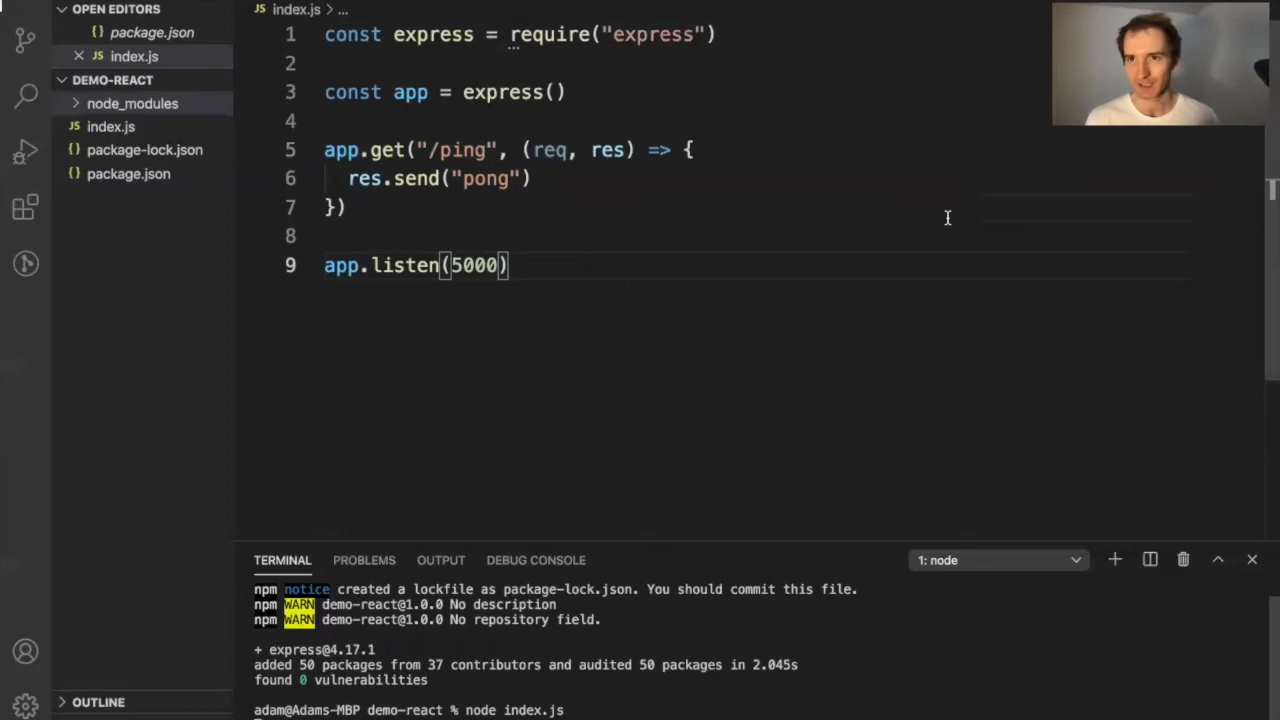 OPEN EDITORS
package.json
JS index.js
DEMO-REACT
node_modules
JS index.js
package-lock.json
package.json
OUTLINE
JS index.js › ...
1 const express = require("express")
2
3 const app = express()
4
5 app.get("/ping", (req, res) => {
6 res.send("pong")
7 })
8
9 app.listen(5000)
TERMINAL PROBLEMS OUTPUT DEBUG CONSOLE 1: node
npm notice created a lockfile as package-lock.json. You should commit this file.
npm WARN demo-react@1.0.0 No description
npm WARN demo-react@1.0.0 No repository field.
+ express@4.17.1
added 50 packages from 37 contributors and audited 50 packages in 2.045s
found 0 vulnerabilities
adam@Adams-MBP demo-react % node index.js